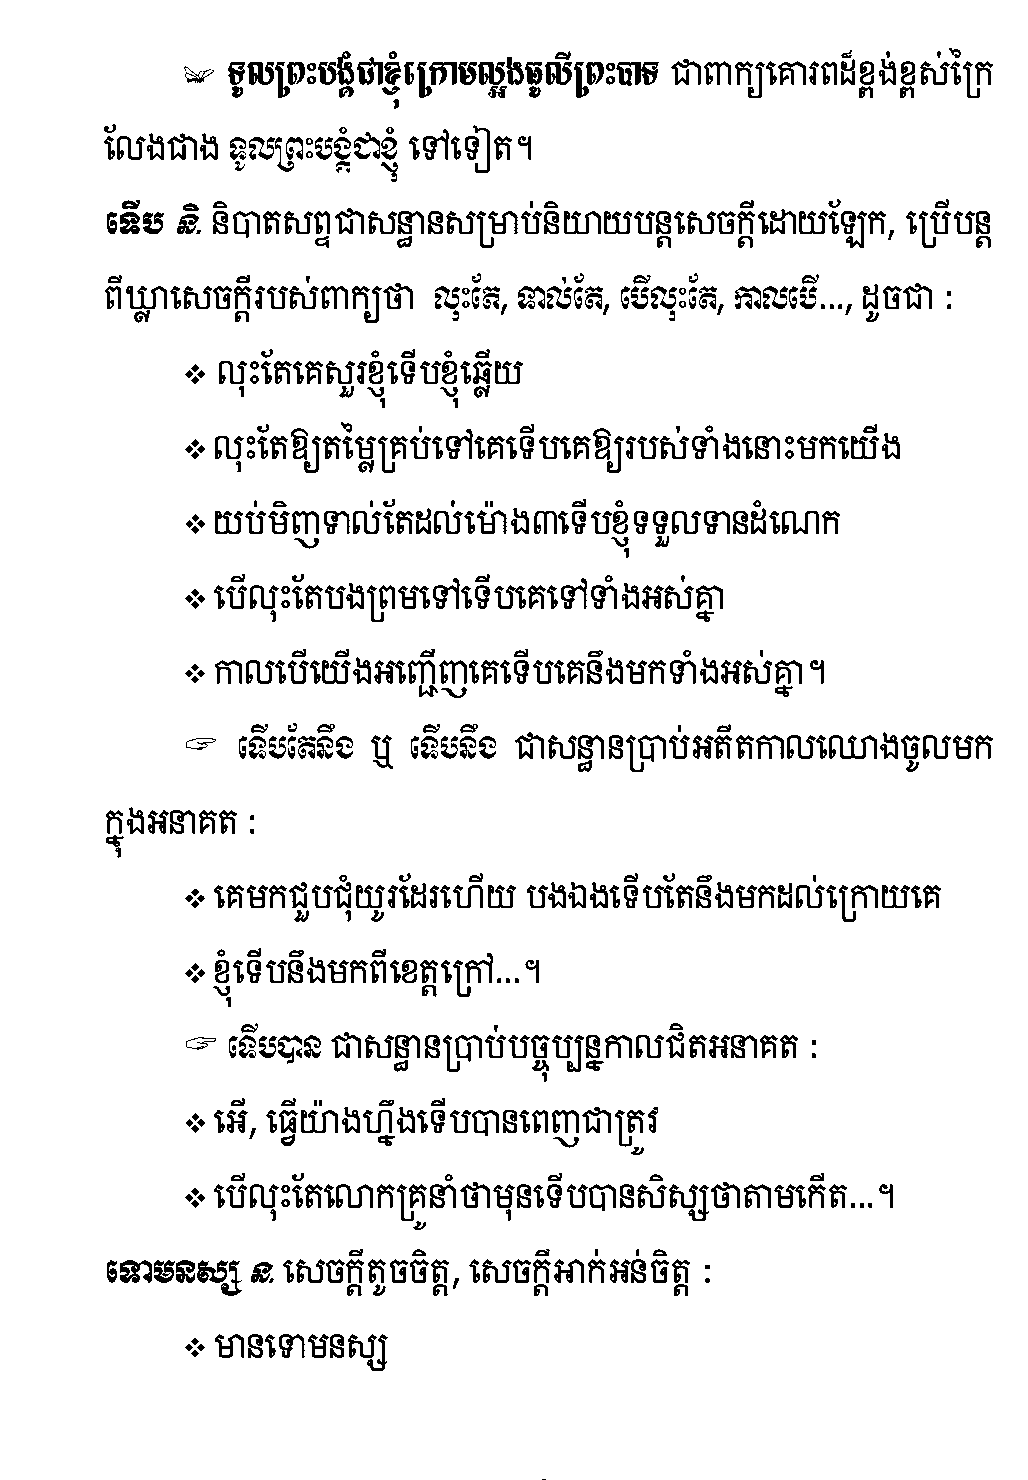 ទូលព្រះបង្គំជាខ្ញុំក្រោមល្អងធូលីព្រះបាទ ជាពាក្យគោរពដ៏ខ្ពង់ខ្ពស់ក្រៃ
លែងជាង ទូលព្រះបង្គំជាខ្ញុំ ទៅទៀត។
ទើប និ. និបាតសព្ទជាសន្ធានសម្រាប់និយាយបន្តសេចក្ដីដោយឡែក, ប្រើបន្ត
ពីឃ្លាសេចក្ដីរបស់ពាក្យថា លុះតែ, ទាល់តែ, បើលុះតែ, កាលបើ..., ដូចជា :
❖ លុះតែគេសួរខ្ញុំទើបខ្ញុំឆ្លើយ
❖ លុះតែឱ្យតម្លៃគ្រប់ទៅគេទើបគេឱ្យរបស់ទាំងនោះមកយើង
❖ យប់មិញទាល់តែដល់ម៉ោង៣ទើបខ្ញុំទទួលទានដំណេក
❖ បើលុះតែបងព្រមទៅទើបគេទៅទាំងអស់គ្នា
❖ កាលបើយើងអញ្ជើញគេទើបគេនឹងមកទាំងអស់គ្នា។
☞ ទើបតែនឹង ឬ ទើបនឹង ជាសន្ធានប្រាប់អតីតកាលឈោងចូលមក
ក្នុងអនាគត :
❖ គេមកជួបជុំយូរដែរហើយ បងឯងទើបតែនឹងមកដល់ក្រោយគេ
❖ ខ្ញុំទើបនឹងមកពីខេត្តក្រៅ...។
☞ ទើបបាន ជាសន្ធានប្រាប់បច្ចុប្បន្នកាលជិតអនាគត :
❖ អើ, ធ្វើយ៉ាងហ្នឹងទើបបានពេញជាត្រូវ
❖ បើលុះតែលោកគ្រូនាំថាមុនទើបបានសិស្សថាតាមកើត...។
ទោមនស្ស ន. សេចក្ដីតូចចិត្ត, សេចក្ដីអាក់អន់ចិត្ត :
❖ មានទោមនស្ស